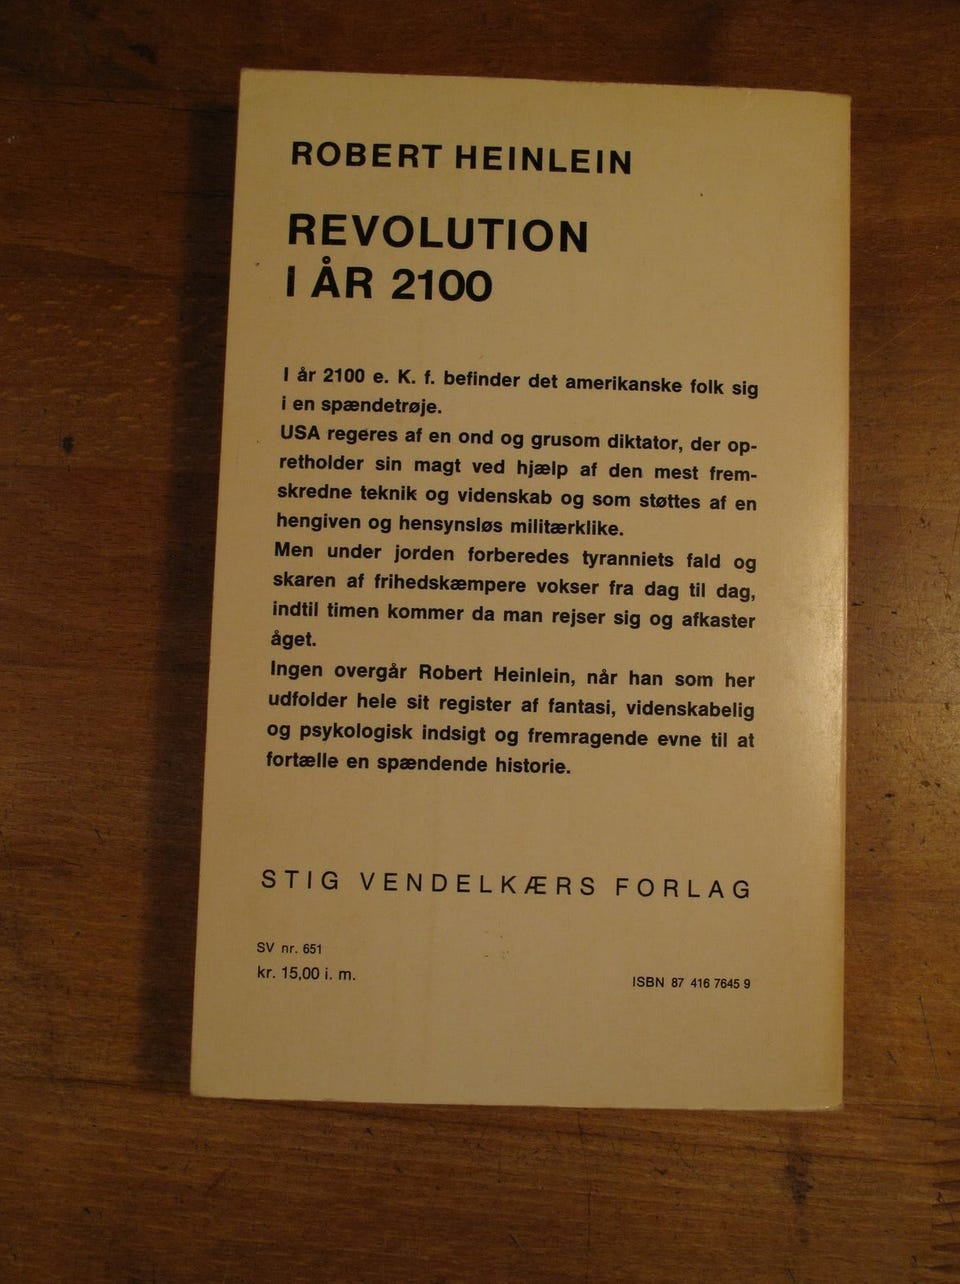 ROBERT HEINLEIN
REVOLUTION
I ÅR 2100
I år 2100 e. K. f. befinder det amerikanske folk sig
i en spændetrøje.
USA regeres af en ond og grusom diktator, der op-
retholder sin magt ved hjælp af den mest frem-
skredne teknik og videnskab og som støttes af en
hengiven og hensynsløs militærklike.
Men under jorden forberedes tyranniets fald og
skaren af frihedskæmpere vokser fra dag til dag,
indtil timen kommer da man rejser sig og afkaster
åget.
Ingen overgår Robert Heinlein, når han som her
udfolder hele sit register af fantasi, videnskabelig
og psykologisk indsigt og fremragende evne til at
fortælle en spændende historie.
STIG VENDELKÆRS FORLAG
SV nr. 651
kr. 15,00 i. m.
ISBN 87 416 7645 9